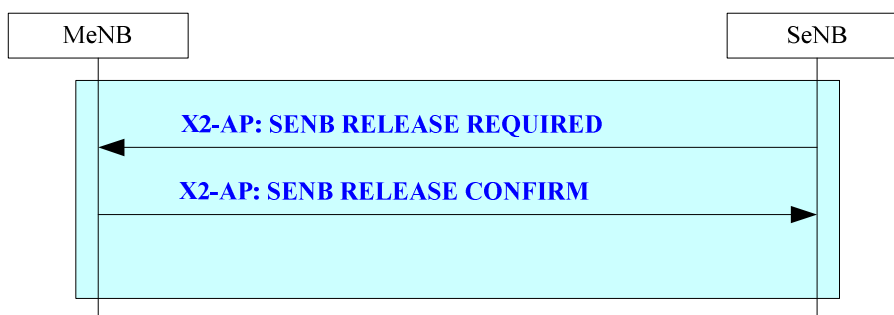 MeNB
SeNB
X2-AP: SENB RELEASE REQUIRED
X2-AP: SENB RELEASE CONFIRM